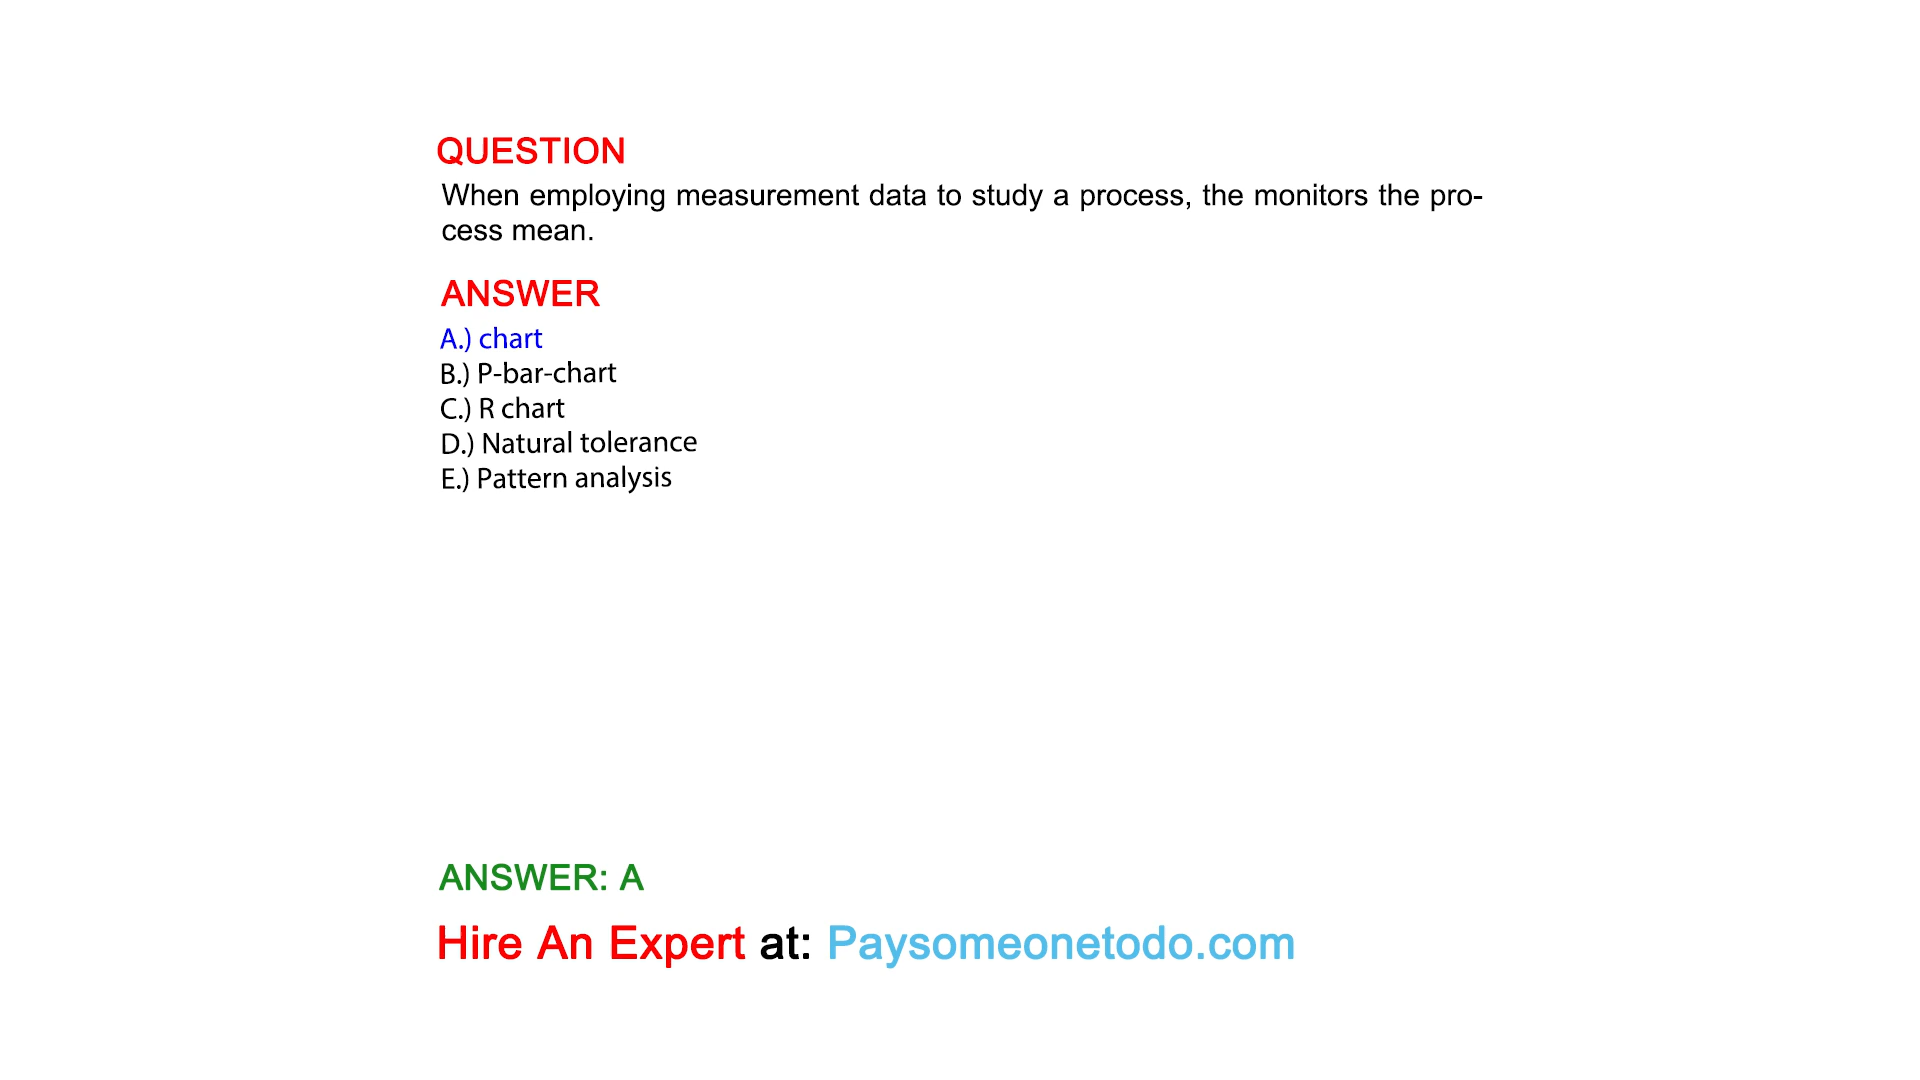 QUESTION
When employing measurement data to study a process, the monitors the pro-
cess mean.
ANSWER
A.) chart
B.) P-bar-chart
C.) R chart
D.) Natural tolerance
E.) Pattern analysis
ANSWER: A
Hire An Expert at: Paysomeonetodo.com